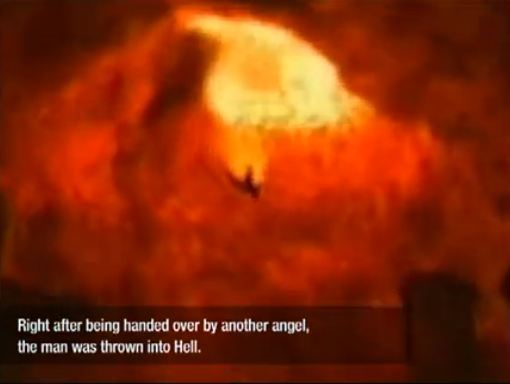 Right after being handed over by another angel,
the man was thrown into Hell.